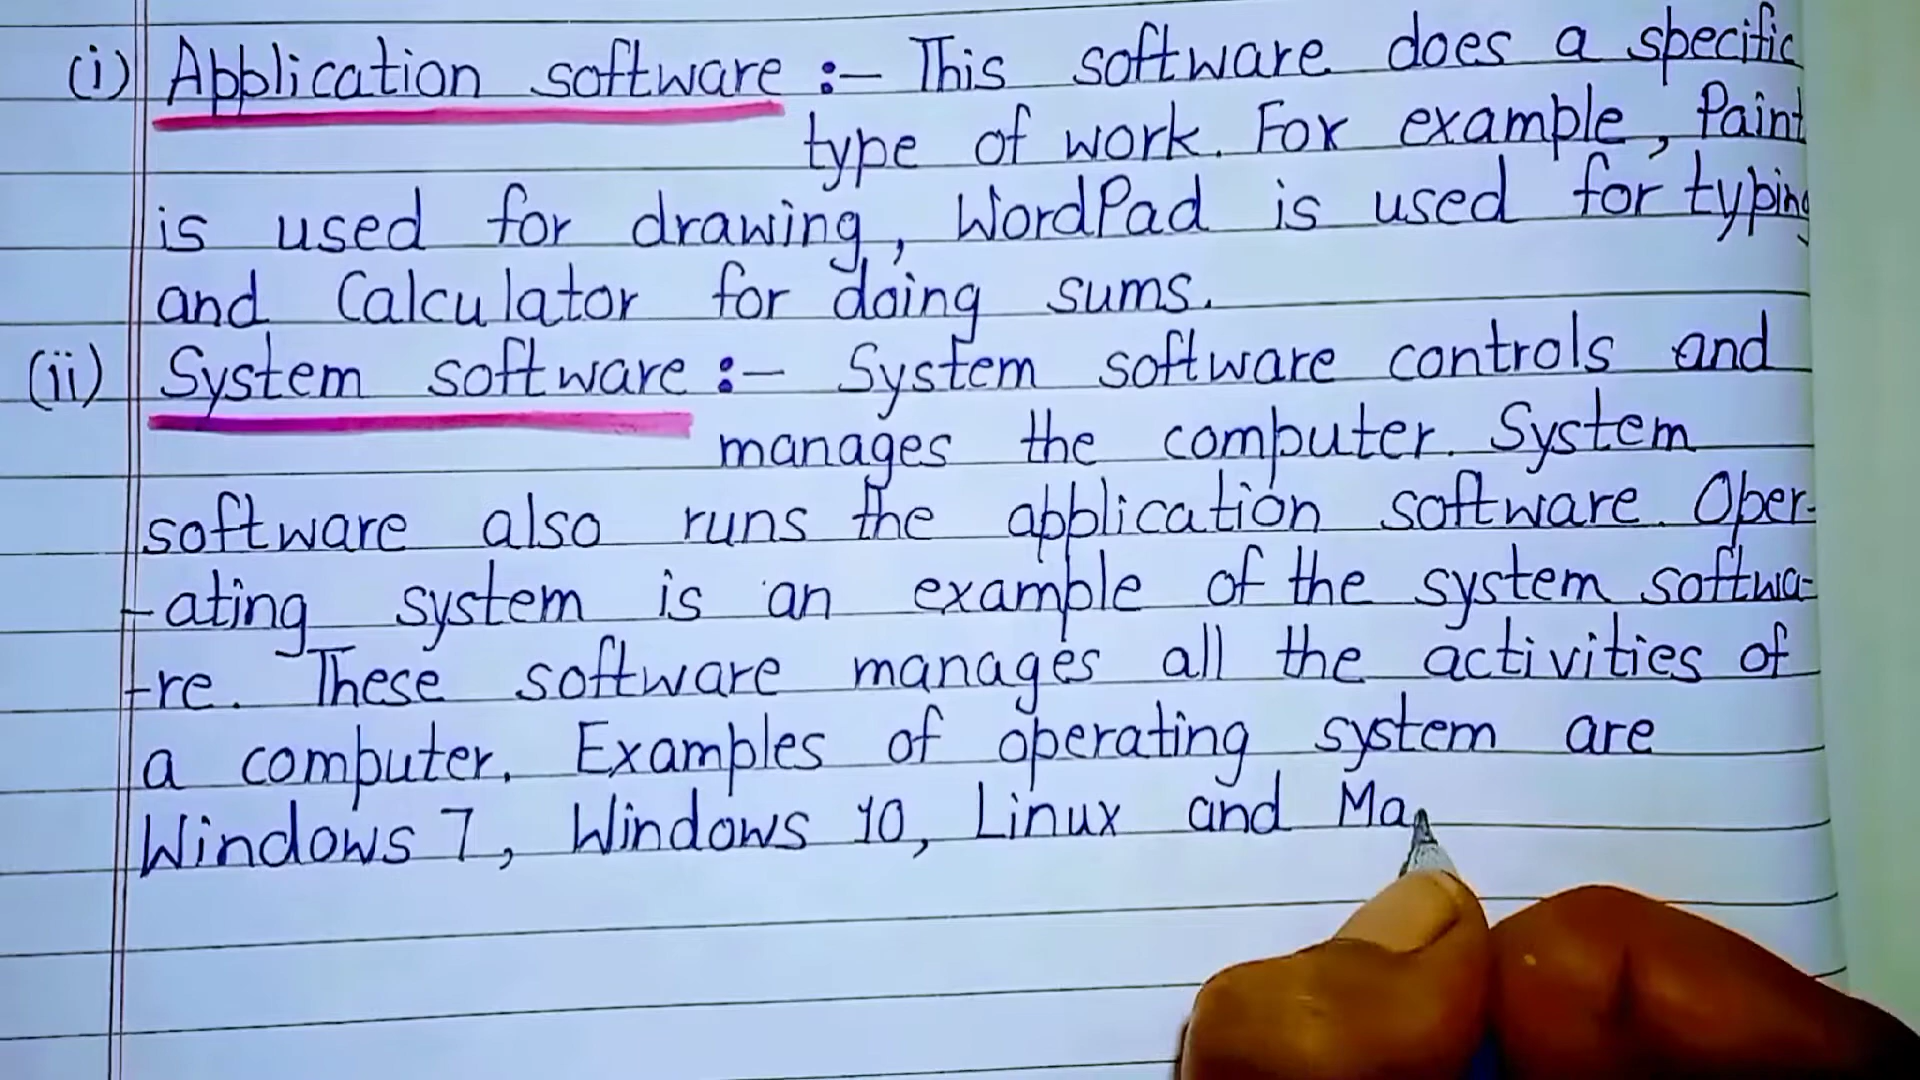 (i) Application software :- This software does a specific
type of work. For example, Paint
is used for drawing, WordPad is used for typing
and Calculator for doing sums.
(ii) System software :- System software controls and
manages the computer. System
software also runs the application software. Oper-
-ating system is an example of the system softwa-
-re. These software manages all the activities of
a computer. Examples of operating system are
Windows 7, Windows 10, Linux and Ma